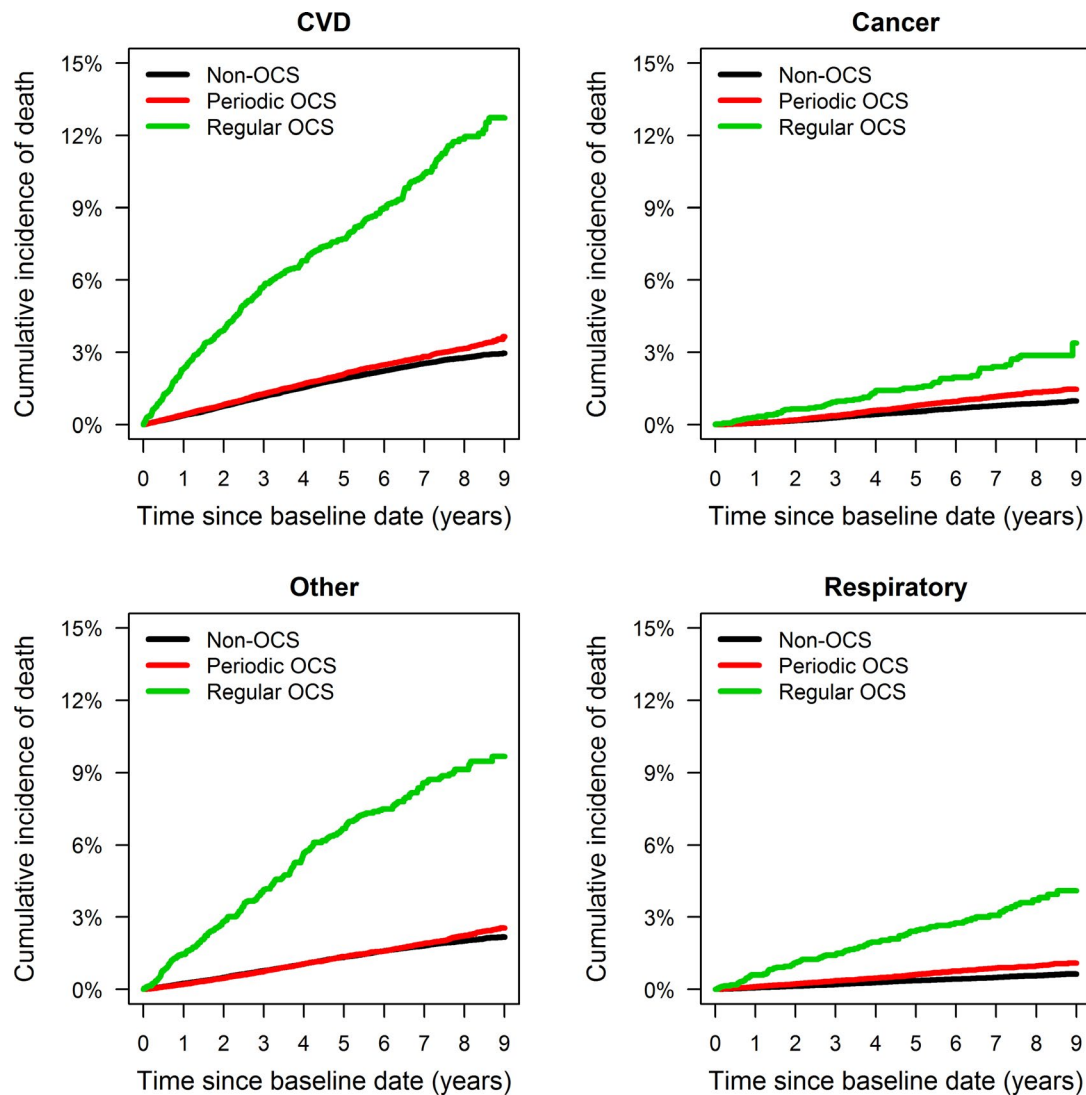 CVD
Cumulative incidence of death
15%
12%
9%
6%
3%
0%
Non-OCS
Periodic OCS
Regular OCS
0 1 2 3 4 5 6 7 8 9
Time since baseline date (years)
Cancer
Cumulative incidence of death
15%
12%
9%
6%
3%
0%
Non-OCS
Periodic OCS
Regular OCS
0 1 2 3 4 5 6 7 8 9
Time since baseline date (years)
Other
Cumulative incidence of death
15%
12%
9%
6%
3%
0%
Non-OCS
Periodic OCS
Regular OCS
0 1 2 3 4 5 6 7 8 9
Time since baseline date (years)
Respiratory
Cumulative incidence of death
15%
12%
9%
6%
3%
0%
Non-OCS
Periodic OCS
Regular OCS
0 1 2 3 4 5 6 7 8 9
Time since baseline date (years)